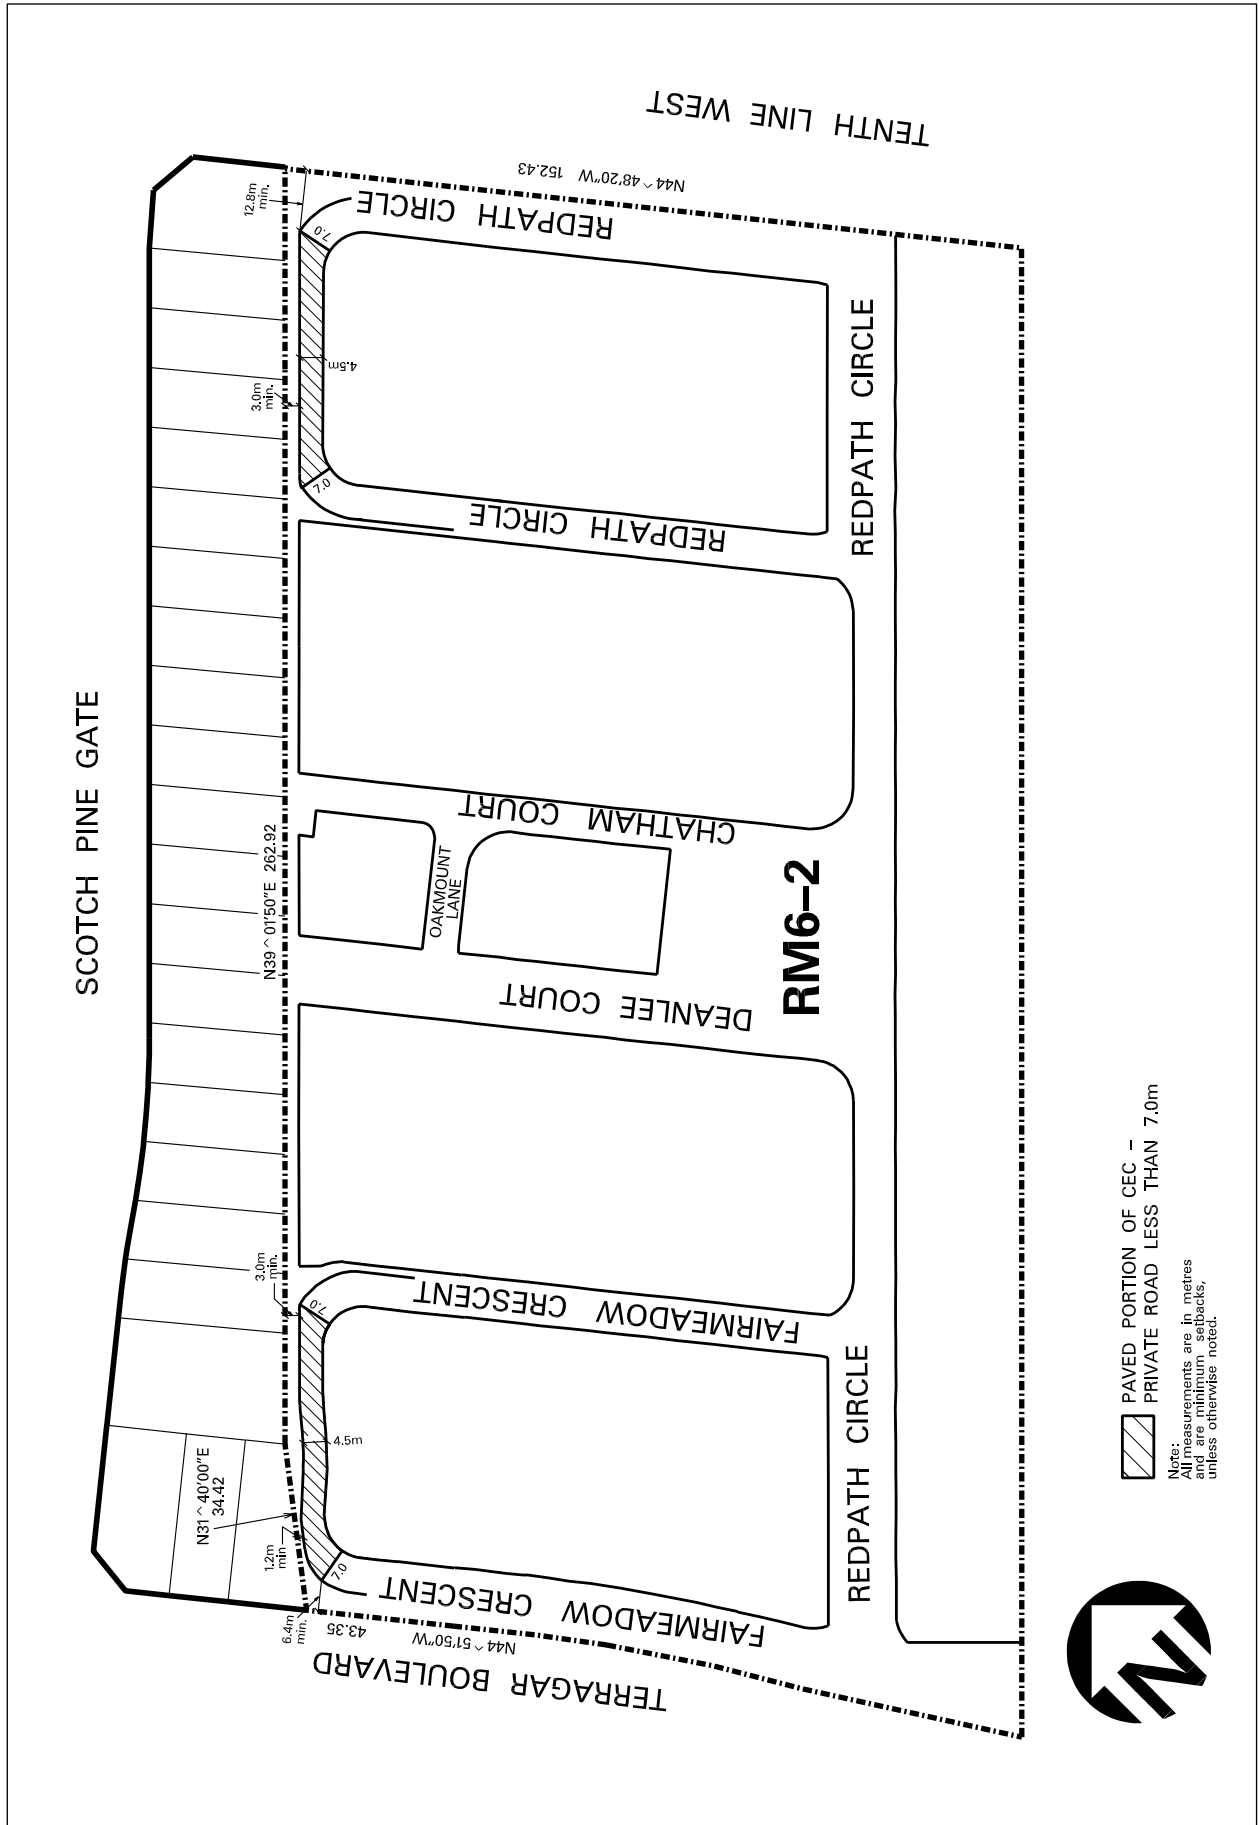 TENTH LINE WEST
N44^48'20"W 152.43
12.8m
min.
REDPATH CIRCLE
7.0
4.5m
3.0m
min.
REDPATH CIRCLE
7.0
REDPATH CIRCLE
SCOTCH PINE GATE
N39^01'50"E 262.92
CHATHAM COURT
OAKMOUNT
LANE
RM6-2
DEANLEE COURT
3.0m
min.
7.0
FAIRMEADOW CRESCENT
4.5m
REDPATH CIRCLE
N31^40'00"E
34.42
1.2m
min
7.0
FAIRMEADOW CRESCENT
6.4m
min.
43.35
N44^51'50"W
TERRAGAR BOULEVARD
PAVED PORTION OF CEC -
PRIVATE ROAD LESS THAN 7.0m
Note:
All measurements are in metres
and are minimum setbacks,
unless otherwise noted.
N